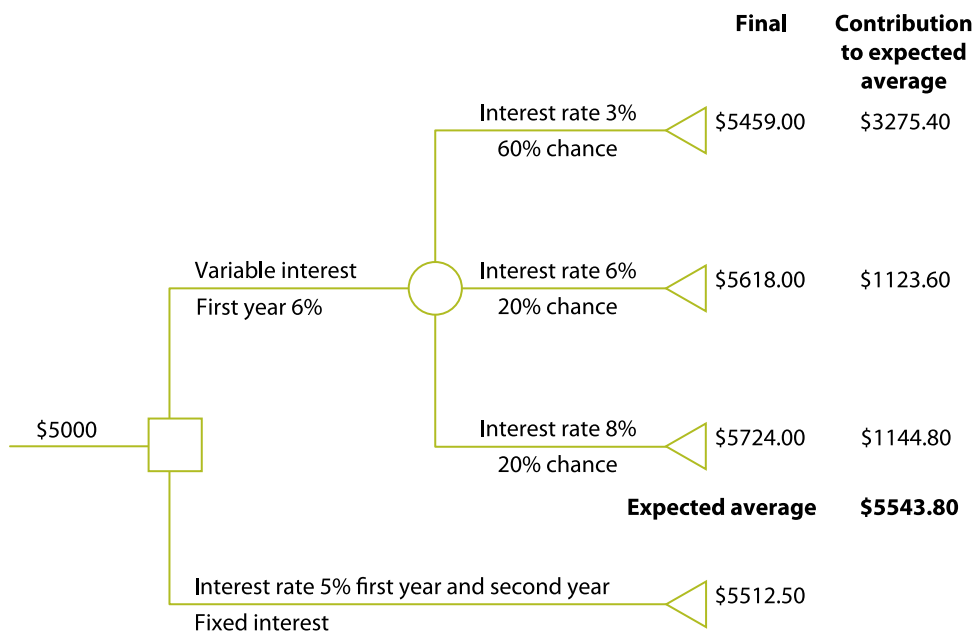 Final
Contribution
to expected
average
Interest rate 3%
60% chance
$5459.00
$3275.40
Variable interest
First year 6%
Interest rate 6%
20% chance
$5618.00
$1123.60
$5000
Interest rate 8%
20% chance
$5724.00
$1144.80
Expected average
$5543.80
Interest rate 5% first year and second year
Fixed interest
$5512.50